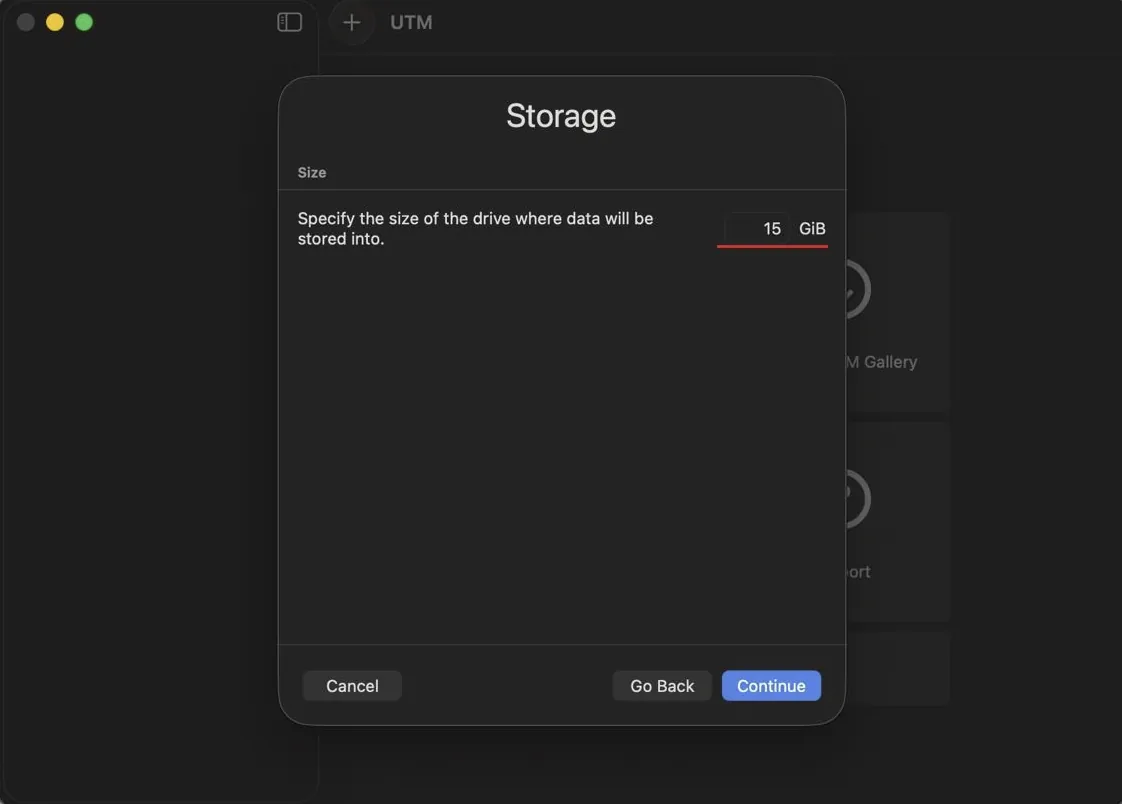 UTM
Storage
Size
Specify the size of the drive where data will be
stored into.
15 GiB
M Gallery
ort
Cancel
Go Back
Continue